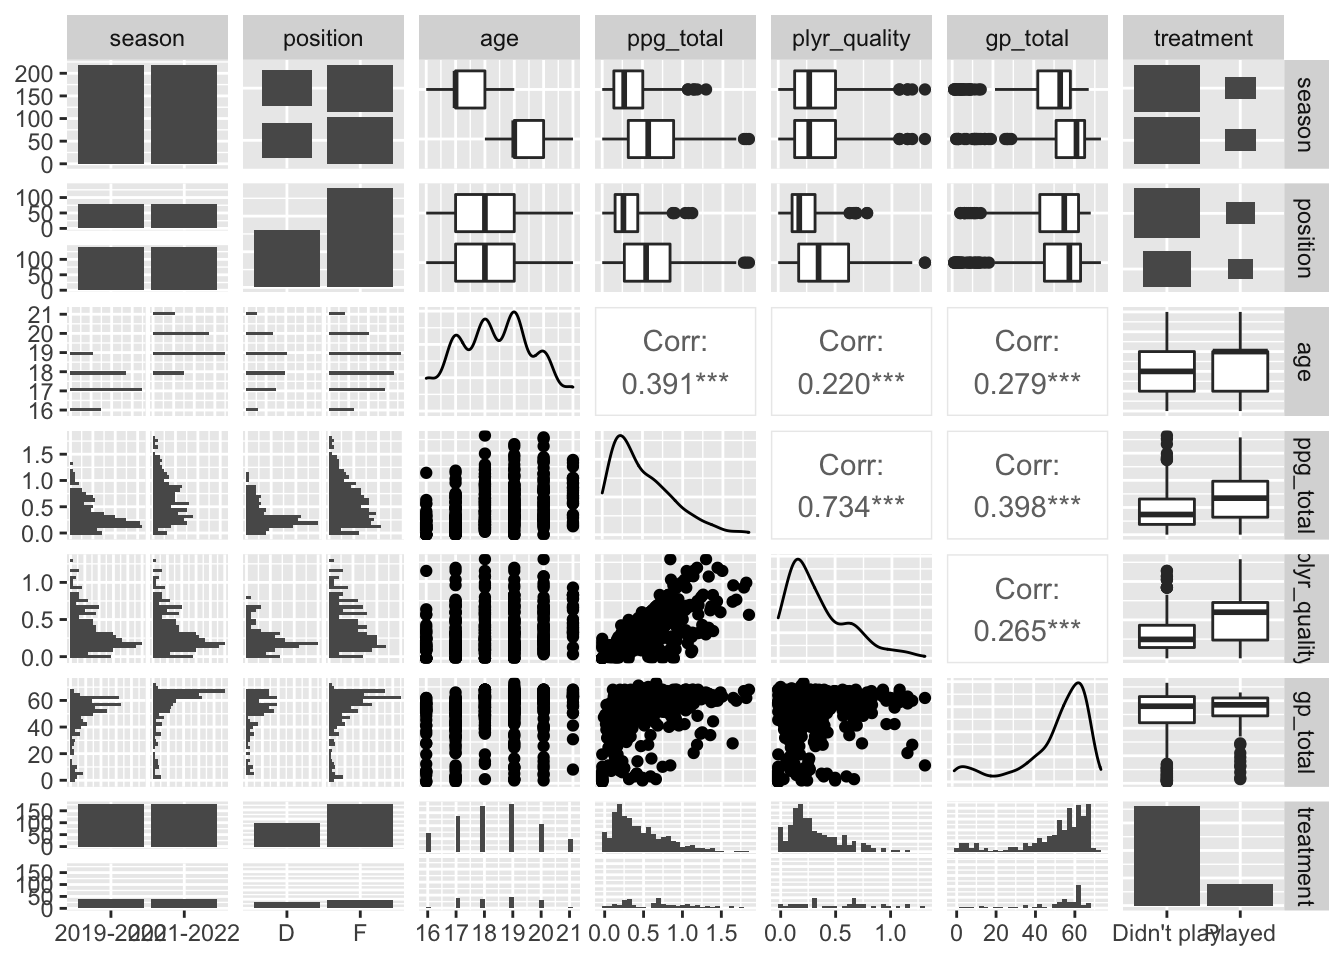 season position age ppg_total plyr_quality gp_total treatment
200
150
100
50
0
season
100
50
0
100
50
0
position
21
20
19
18
17
16
Corr:
0.391***
Corr:
0.220***
Corr:
0.279***
age
1.5
1.0
0.5
0.0
Corr:
0.734***
Corr:
0.398***
ppg_total
1.0
0.5
0.0
Corr:
0.265***
plyr_quality
60
40
20
0
gp_total
150
100
50
0
150
100
50
0
treatment
2019-2020 2021-2022 D F 16 17 18 19 20 21 0.0 0.5 1.0 1.5 0.0 0.5 1.0 0 20 40 60 Didn't play Played